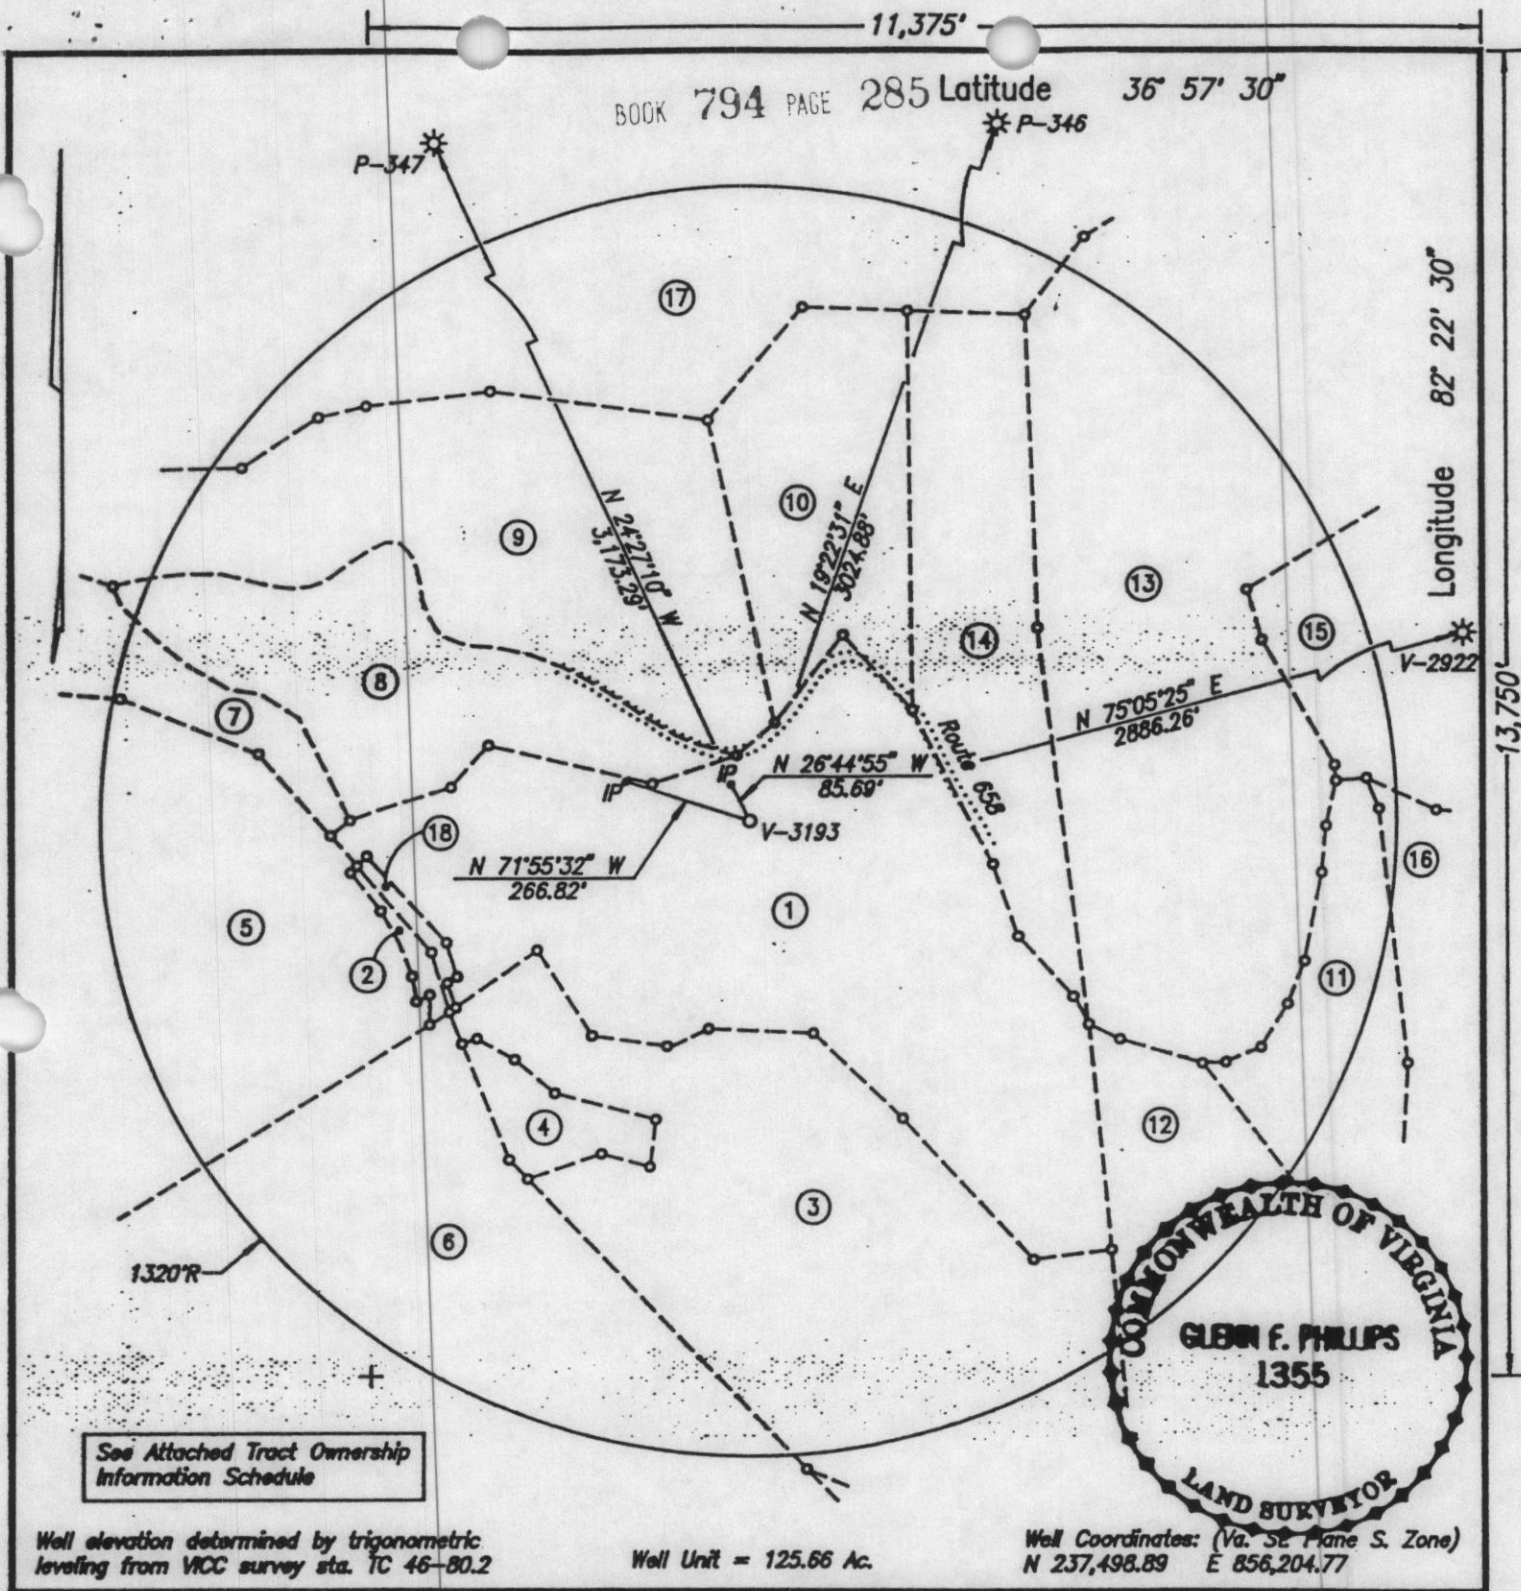 11,375'
BOOK 794 PAGE 285 Latitude 36° 57' 30"
P-347
P-346
17
82° 22' 30"
Longitude
10
9
N 24°27'10" W
3,173.29'
N 19°22'31" E
3024.88'
13
14
15
V-2922
8
7
N 75°05'25" E
2886.26'
13,750'
Route 658
IP
N 26°44'55" W
85.69'
IP
V-3193
18
N 71°55'32" W
266.82'
16
1
5
2
11
4
12
3
6
1320'R
COMMONWEALTH OF VIRGINIA
GLENN F. PHILLIPS
1355
LAND SURVEYOR
See Attached Tract Ownership
Information Schedule
Well elevation determined by trigonometric
leveling from VICC survey sta. TC 46-80.2
Well Unit = 125.66 Ac.
Well Coordinates: (Va. St. Plane S. Zone)
N 237,498.89 E 856,204.77